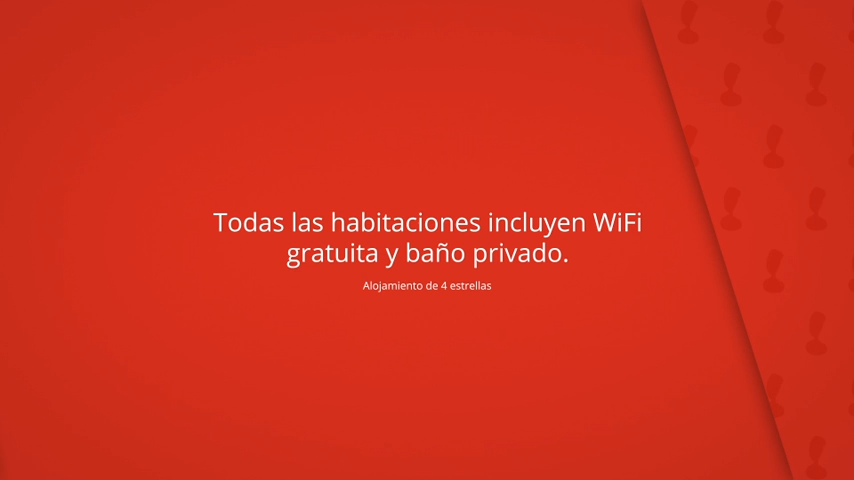 Todas las habitaciones incluyen WiFi
gratuita y baño privado.
Alojamiento de 4 estrellas